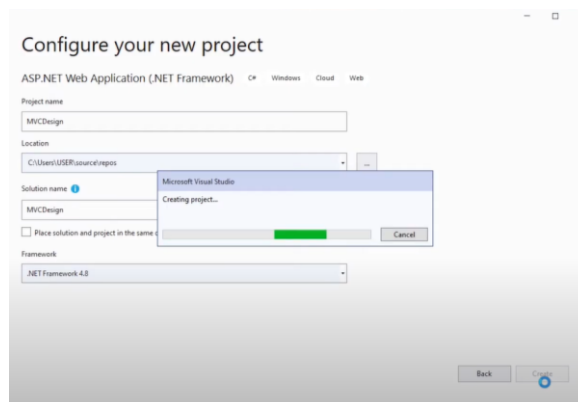 Configure your new project
ASP.NET Web Application (.NET Framework) C# Windows Cloud Web
Project name
MVCDesign
Location
C:\Users\USER\source\repos
...
Solution name
MVCDesign
Place solution and project in the same
Framework
.NET Framework 4.8
Microsoft Visual Studio
Creating project...
Cancel
Back
Create